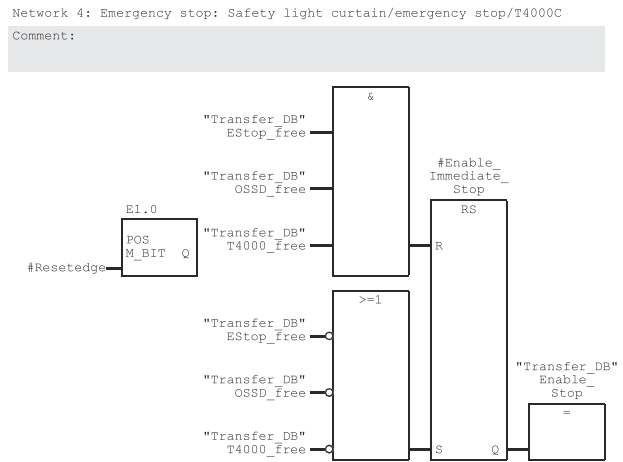 Network 4: Emergency stop: Safety light curtain/emergency stop/T4000C
Comment:
&
"Transfer_DB"
EStop_free
"Transfer_DB"
OSSD_free
#Enable_
Immediate_
Stop
E1.0
RS
POS
M_BIT Q
"Transfer_DB"
T4000_free
R
#Resetedge
>=1
"Transfer_DB"
EStop_free
"Transfer_DB"
OSSD_free
"Transfer_DB"
Enable_
Stop
=
"Transfer_DB"
T4000_free
S Q